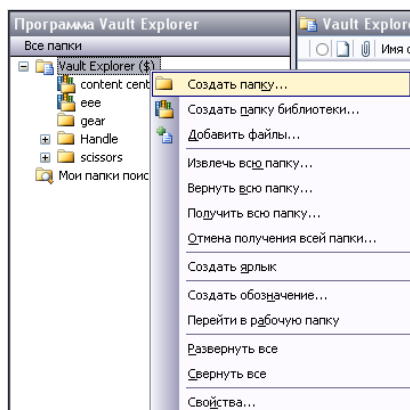 Программа Vault Explorer
Все папки
Vault Explorer ($)
content cent
eee
gear
Handle
scissors
Мои папки поис
Vault Explor
Имя
Создать папку...
Создать папку библиотеки...
Добавить файлы...
Извлечь всю папку...
Вернуть всю папку...
Получить всю папку...
Отмена получения всей папки...
Создать ярлык
Создать обозначение...
Перейти в рабочую папку
Развернуть все
Свернуть все
Свойства...